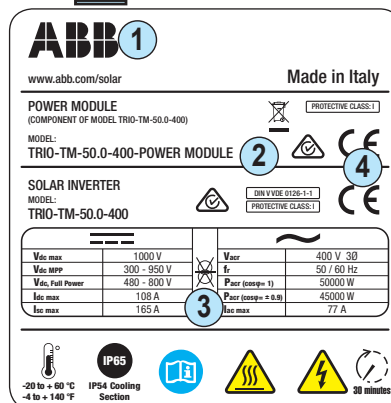 ABB 1
www.abb.com/solar Made in Italy
POWER MODULE PROTECTIVE CLASS: I
(COMPONENT OF MODEL TRIO-TM-50.0-400)
MODEL:
TRIO-TM-50.0-400-POWER MODULE 2 CE 4
SOLAR INVERTER
MODEL: DIN V VDE 0126-1-1
TRIO-TM-50.0-400 PROTECTIVE CLASS: I CE
Vdc max 1000 V Vacr 400 V 3Ø
Vdc MPP 300 - 950 V fr 50 / 60 Hz
Vdc, Full Power 480 - 800 V Pacr (cosφ= 1) 50000 W
Idc max 108 A 3 Pacr (cosφ= ± 0.9) 45000 W
Isc max 165 A Iac max 77 A
IP65
-20 to + 60 °C IP54 Cooling 30 minutes
-4 to + 140 °F Section